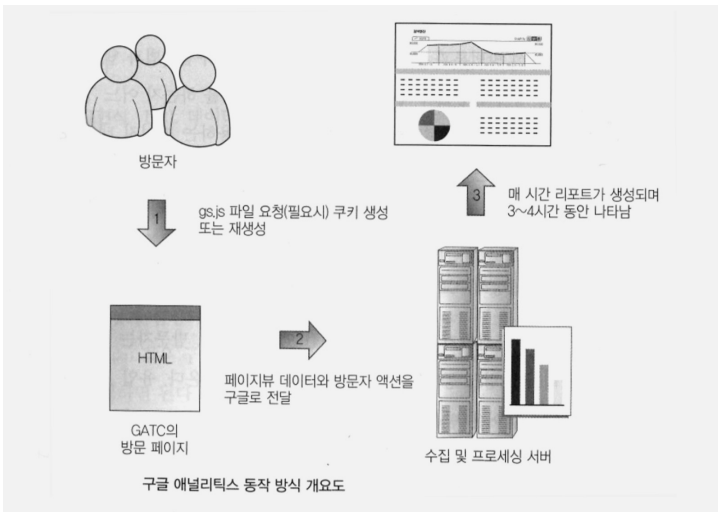 방문자
1
gs.js 파일 요청(필요시) 쿠키 생성
또는 재생성
HTML
GATC의
방문 페이지
2
페이지뷰 데이터와 방문자 액션을
구글로 전달
수집 및 프로세싱 서버
3
매 시간 리포트가 생성되며
3~4시간 동안 나타남
구글 애널리틱스 동작 방식 개요도